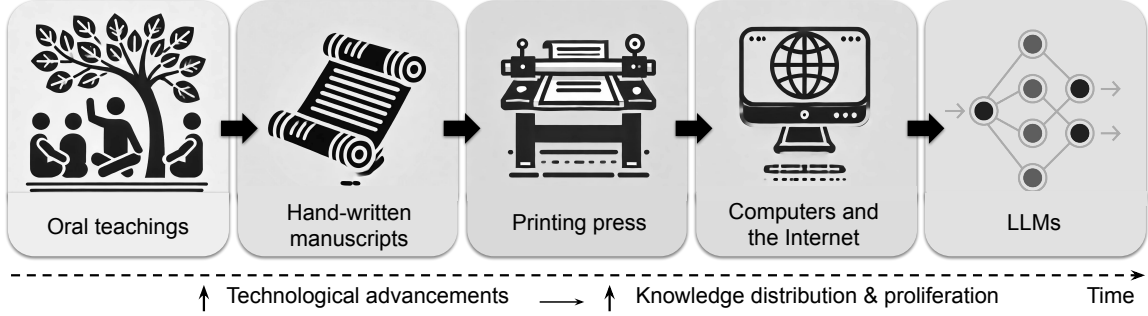 Oral teachings
Hand-written
manuscripts
Printing press
Computers and
the Internet
LLMs
↑ Technological advancements → ↑ Knowledge distribution & proliferation Time